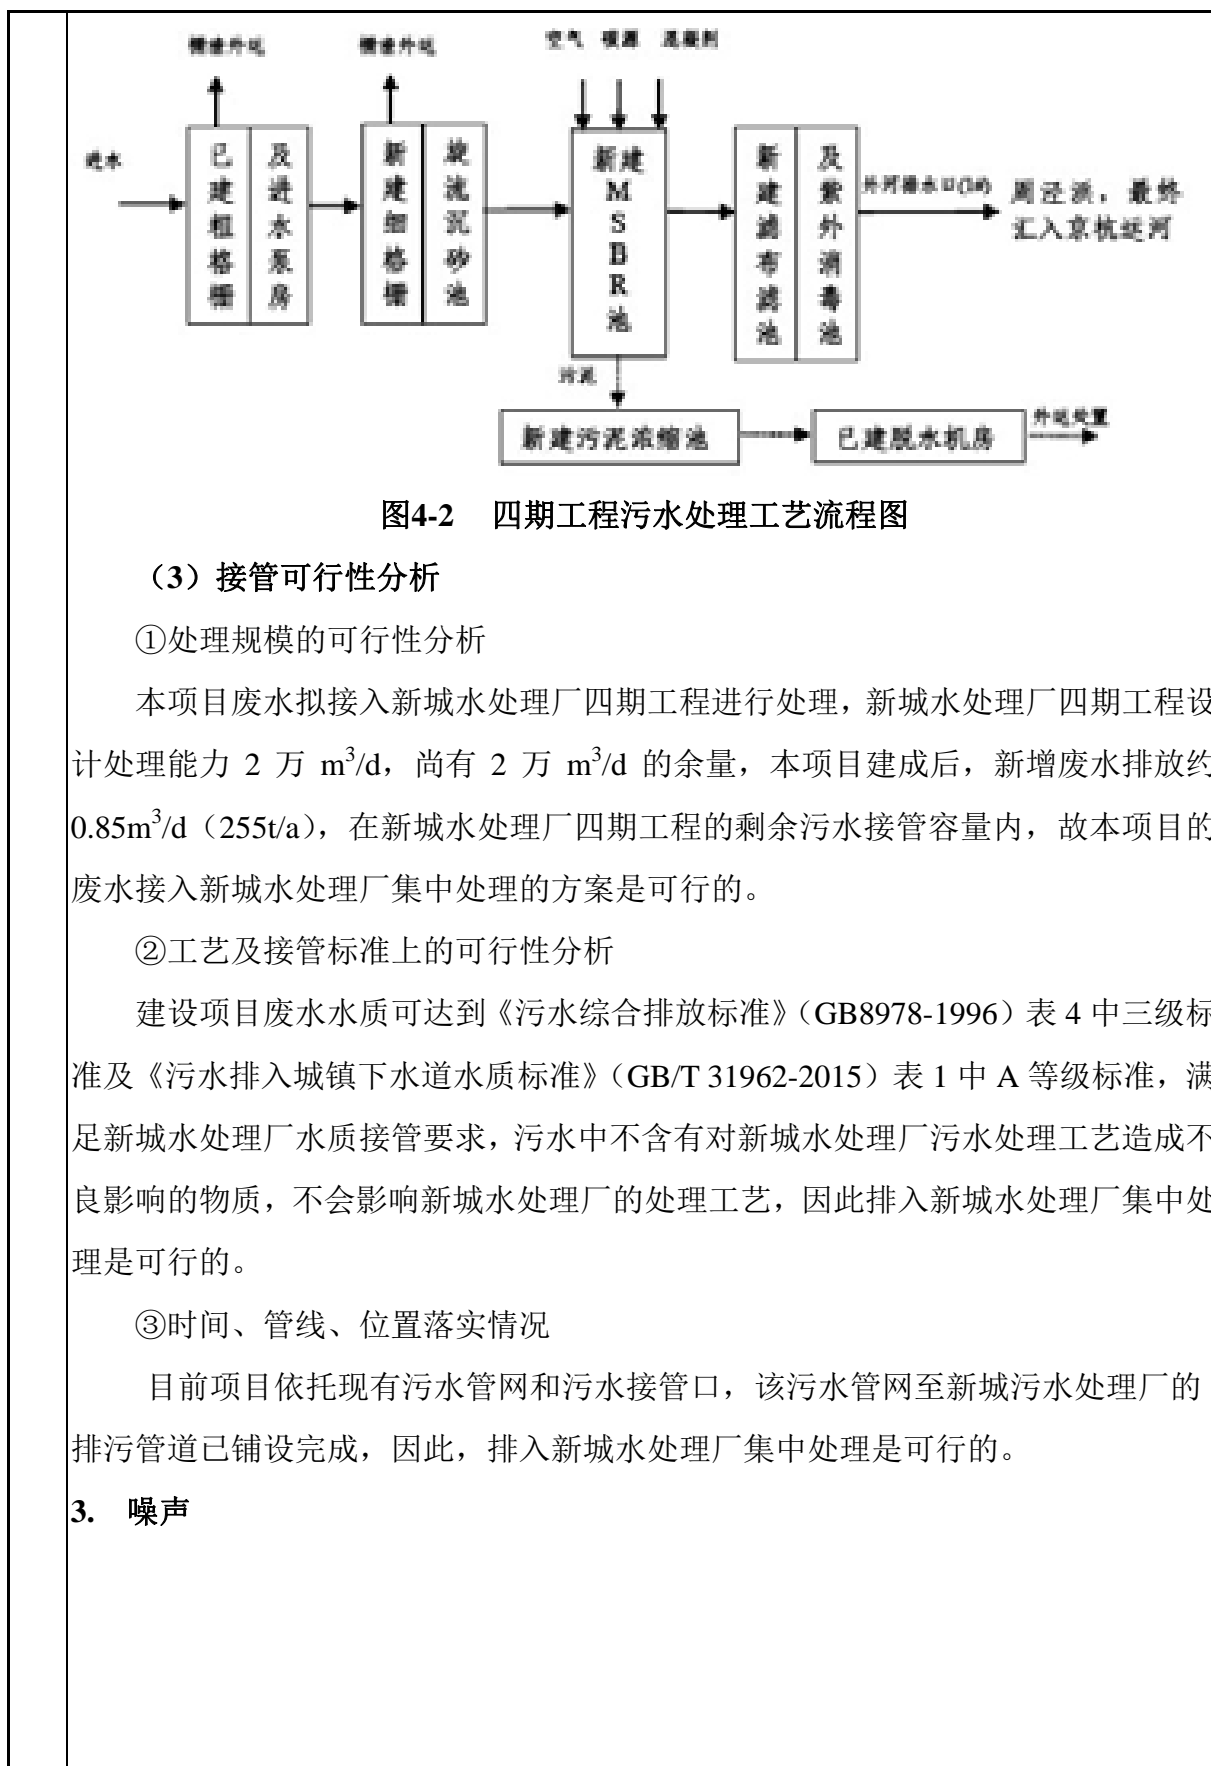 栅渣外运
栅渣外运
空气 碳源 混凝剂
进水
已建粗格栅
及进水泵房
新建细格栅
旋流沉砂池
新建MSBR池
新建滤布滤池
及紫外消毒池
外河排水口(1#)
周泾浜，最终
汇入京杭运河
污泥
新建污泥浓缩池
已建脱水机房
外运处置
图4-2 四期工程污水处理工艺流程图
（3）接管可行性分析
①处理规模的可行性分析
本项目废水拟接入新城水处理厂四期工程进行处理，新城水处理厂四期工程设
计处理能力 2 万 m³/d，尚有 2 万 m³/d 的余量，本项目建成后，新增废水排放约
0.85m³/d（255t/a），在新城水处理厂四期工程的剩余污水接管容量内，故本项目的
废水接入新城水处理厂集中处理的方案是可行的。
②工艺及接管标准上的可行性分析
建设项目废水水质可达到《污水综合排放标准》（GB8978-1996）表 4 中三级标
准及《污水排入城镇下水道水质标准》（GB/T 31962-2015）表 1 中 A 等级标准，满
足新城水处理厂水质接管要求，污水中不含有对新城水处理厂污水处理工艺造成不
良影响的物质，不会影响新城水处理厂的处理工艺，因此排入新城水处理厂集中处
理是可行的。
③时间、管线、位置落实情况
目前项目依托现有污水管网和污水接管口，该污水管网至新城污水处理厂的
排污管道已铺设完成，因此，排入新城水处理厂集中处理是可行的。
3. 噪声